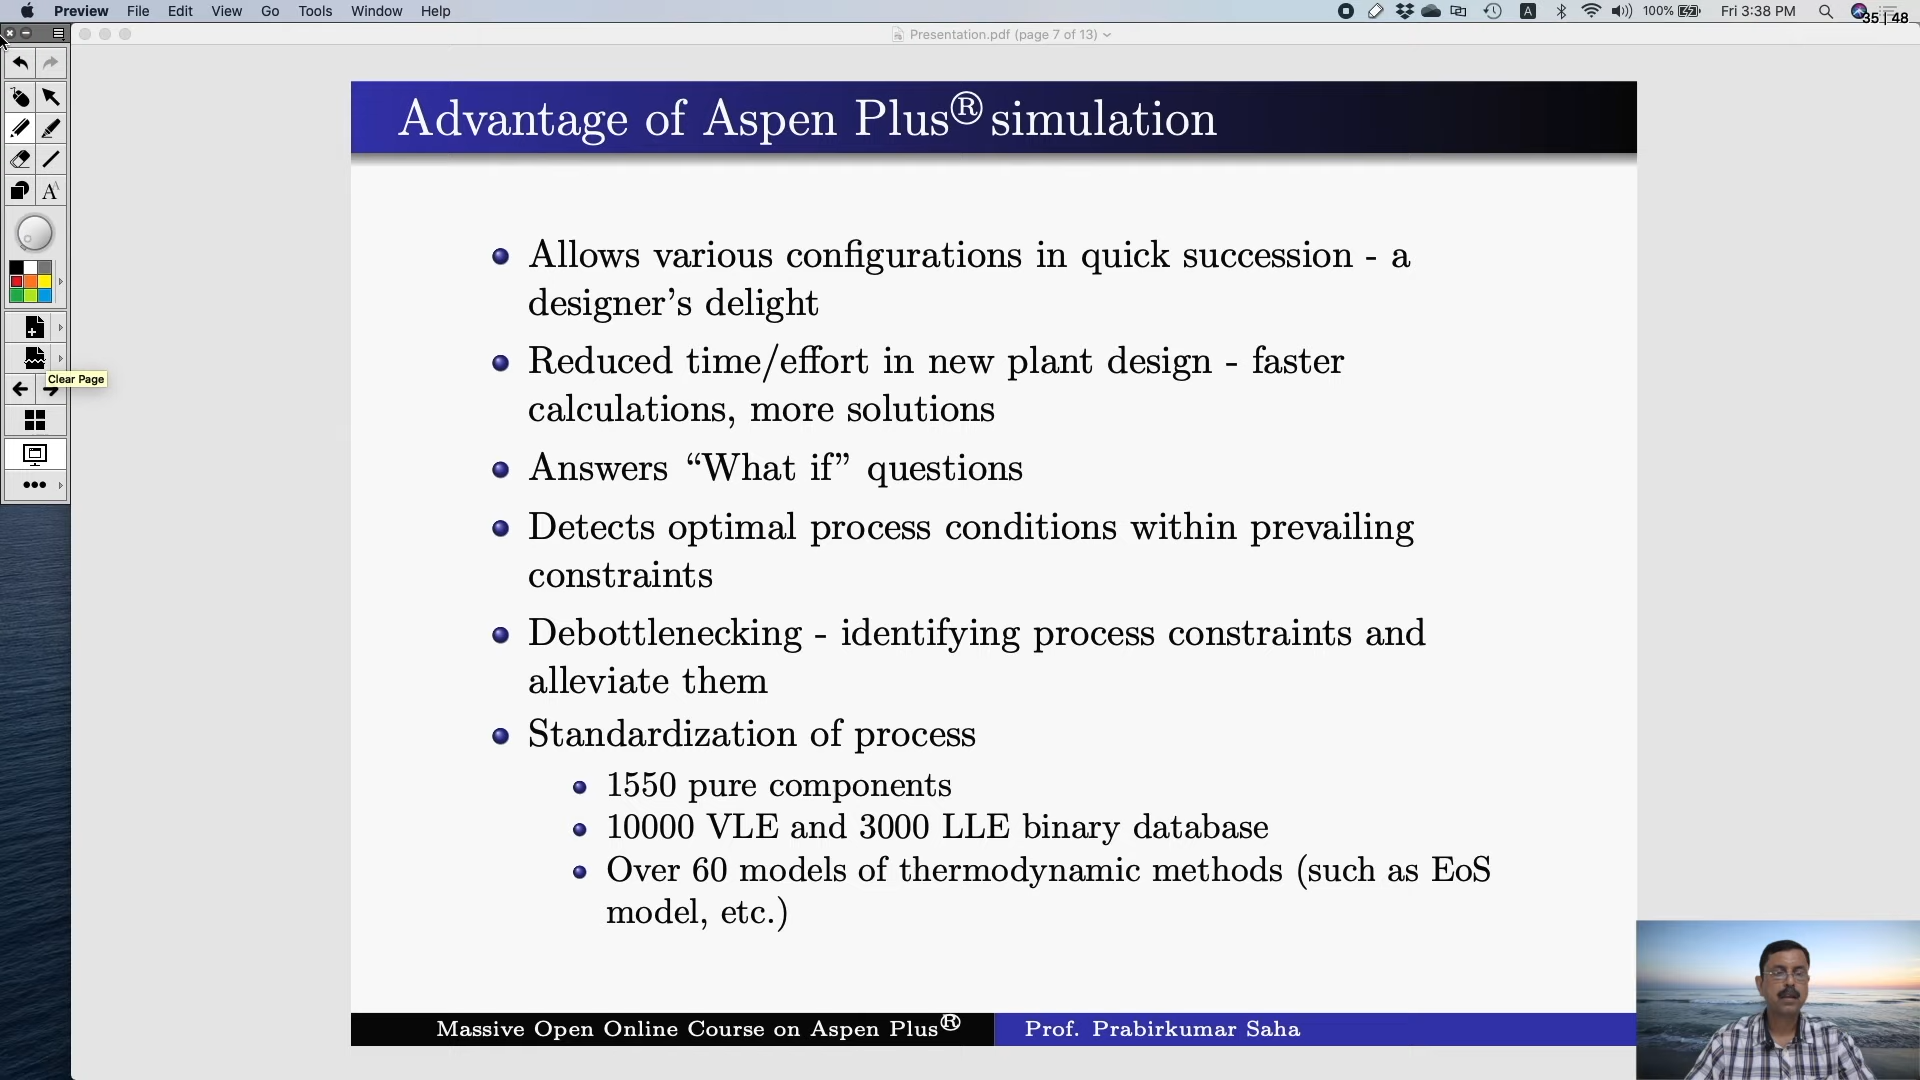 Preview File Edit View Go Tools Window Help 100% Fri 3:38 PM 35 | 48
Presentation.pdf (page 7 of 13)
Advantage of Aspen Plus® simulation
Allows various configurations in quick succession - a
designer's delight
Reduced time/effort in new plant design - faster
calculations, more solutions
Clear Page
Answers “What if” questions
Detects optimal process conditions within prevailing
constraints
Debottlenecking - identifying process constraints and
alleviate them
Standardization of process
1550 pure components
10000 VLE and 3000 LLE binary database
Over 60 models of thermodynamic methods (such as EoS
model, etc.)
Massive Open Online Course on Aspen Plus® Prof. Prabirkumar Saha